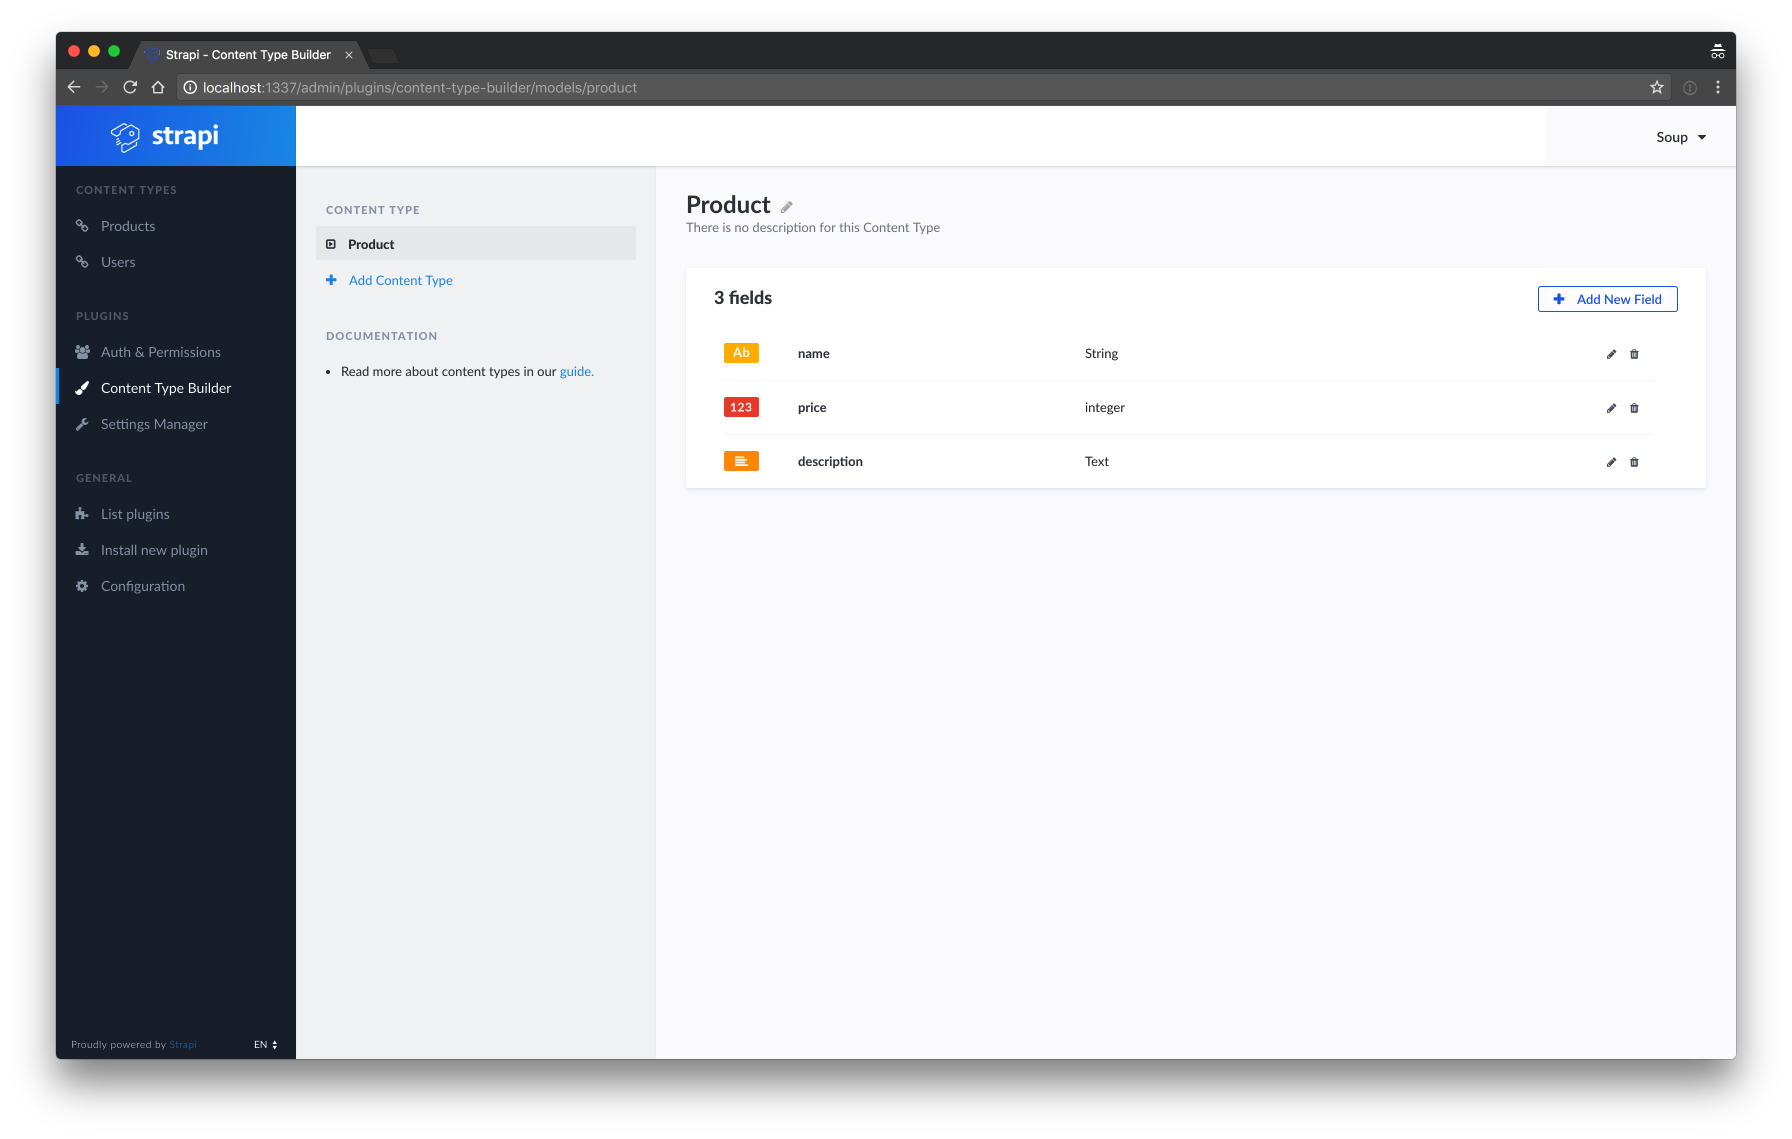 Strapi - Content Type Builder
localhost:1337/admin/plugins/content-type-builder/models/product
strapi
Soup
CONTENT TYPES
Products
Users
PLUGINS
Auth & Permissions
Content Type Builder
Settings Manager
GENERAL
List plugins
Install new plugin
Configuration
Proudly powered by Strapi
EN
CONTENT TYPE
Product
Add Content Type
DOCUMENTATION
• Read more about content types in our guide.
Product
There is no description for this Content Type
3 fields
Add New Field
Ab name String
123 price integer
description Text